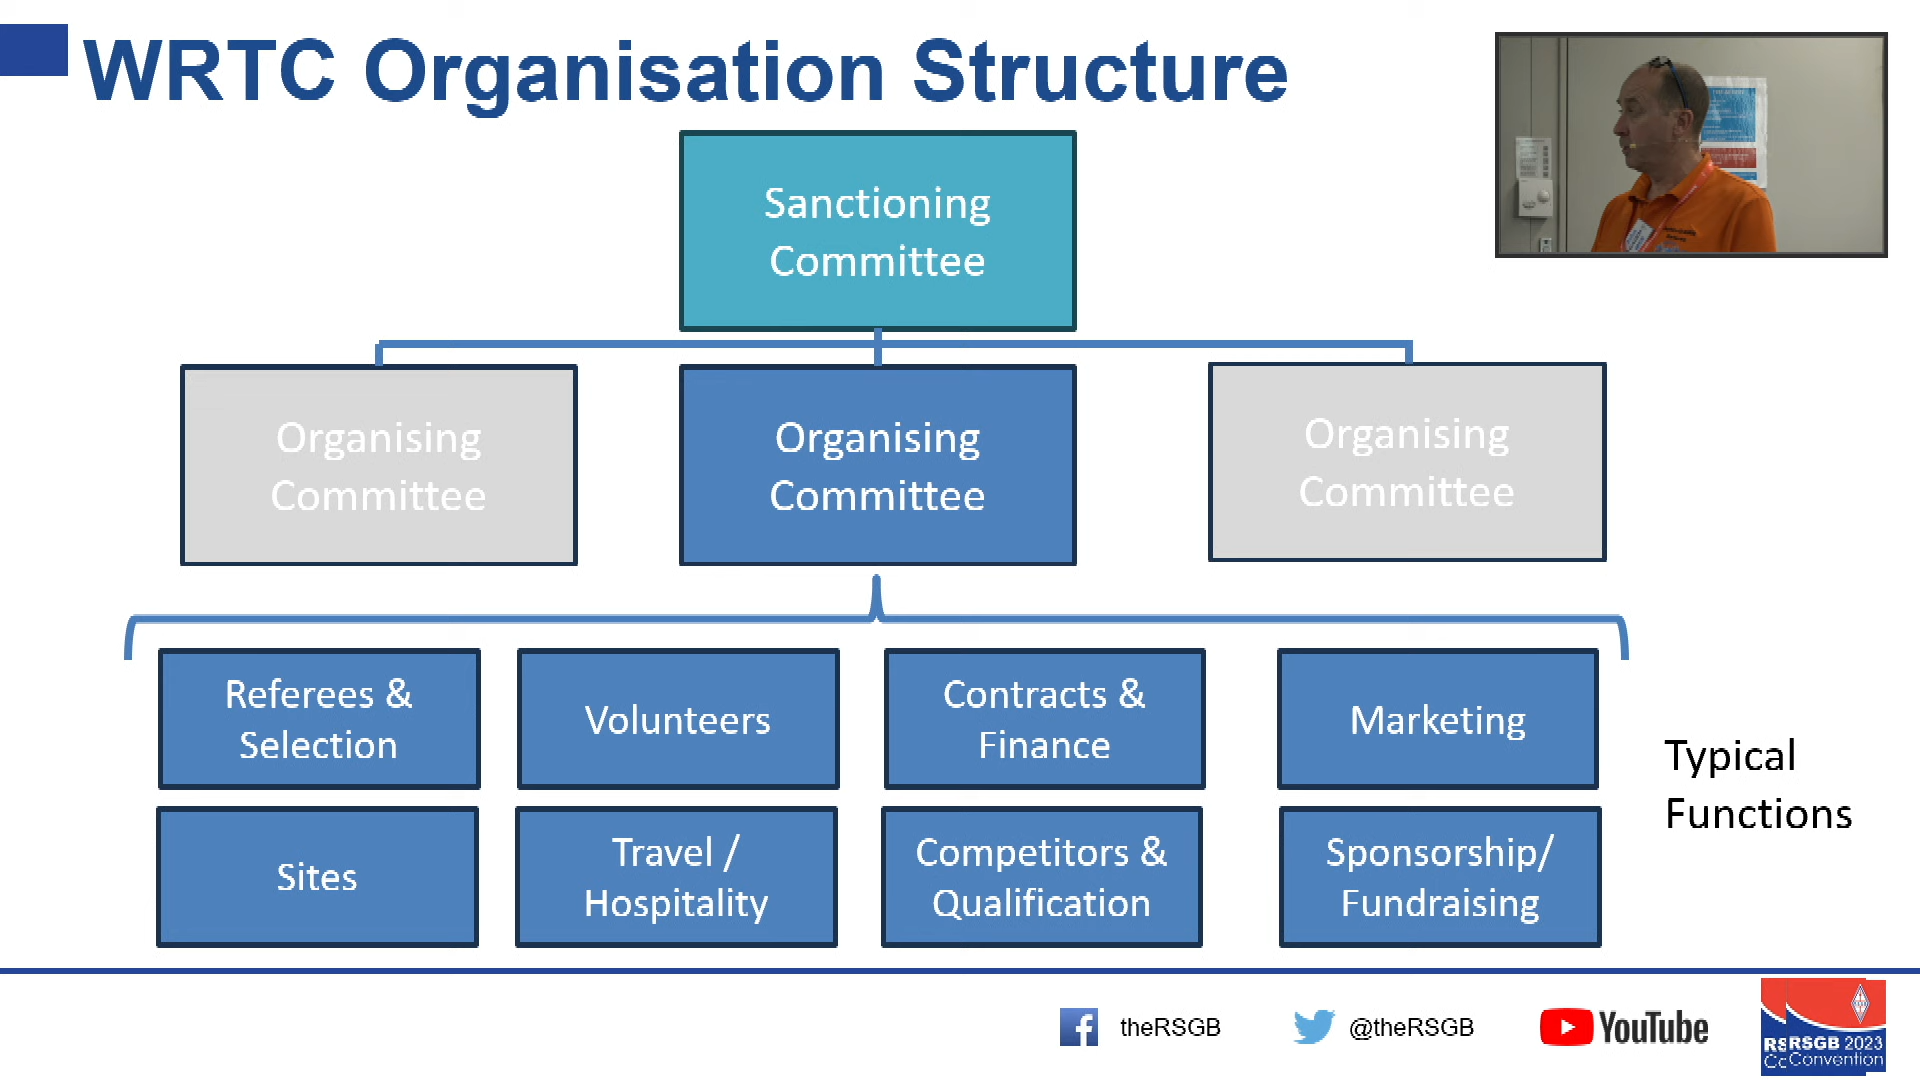 WRTC Organisation Structure
Sanctioning
Committee
Organising
Committee
Organising
Committee
Organising
Committee
Referees &
Selection
Volunteers
Contracts &
Finance
Marketing
Sites
Travel /
Hospitality
Competitors &
Qualification
Sponsorship/
Fundraising
Typical
Functions
theRSGB
@theRSGB
YouTube
RSGB 2023
Convention